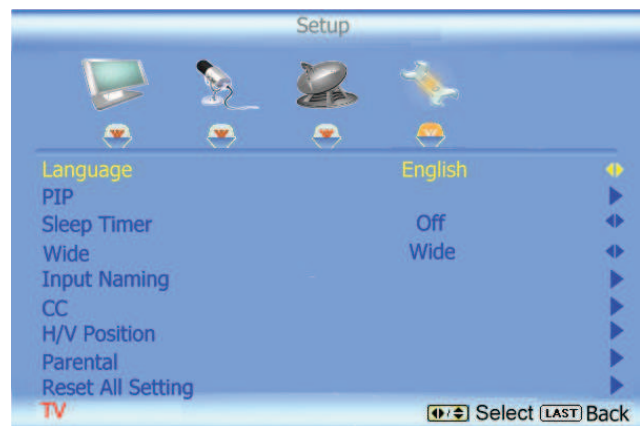 Setup
Language English
PIP
Sleep Timer Off
Wide Wide
Input Naming
CC
H/V Position
Parental
Reset All Setting
TV Select LAST Back